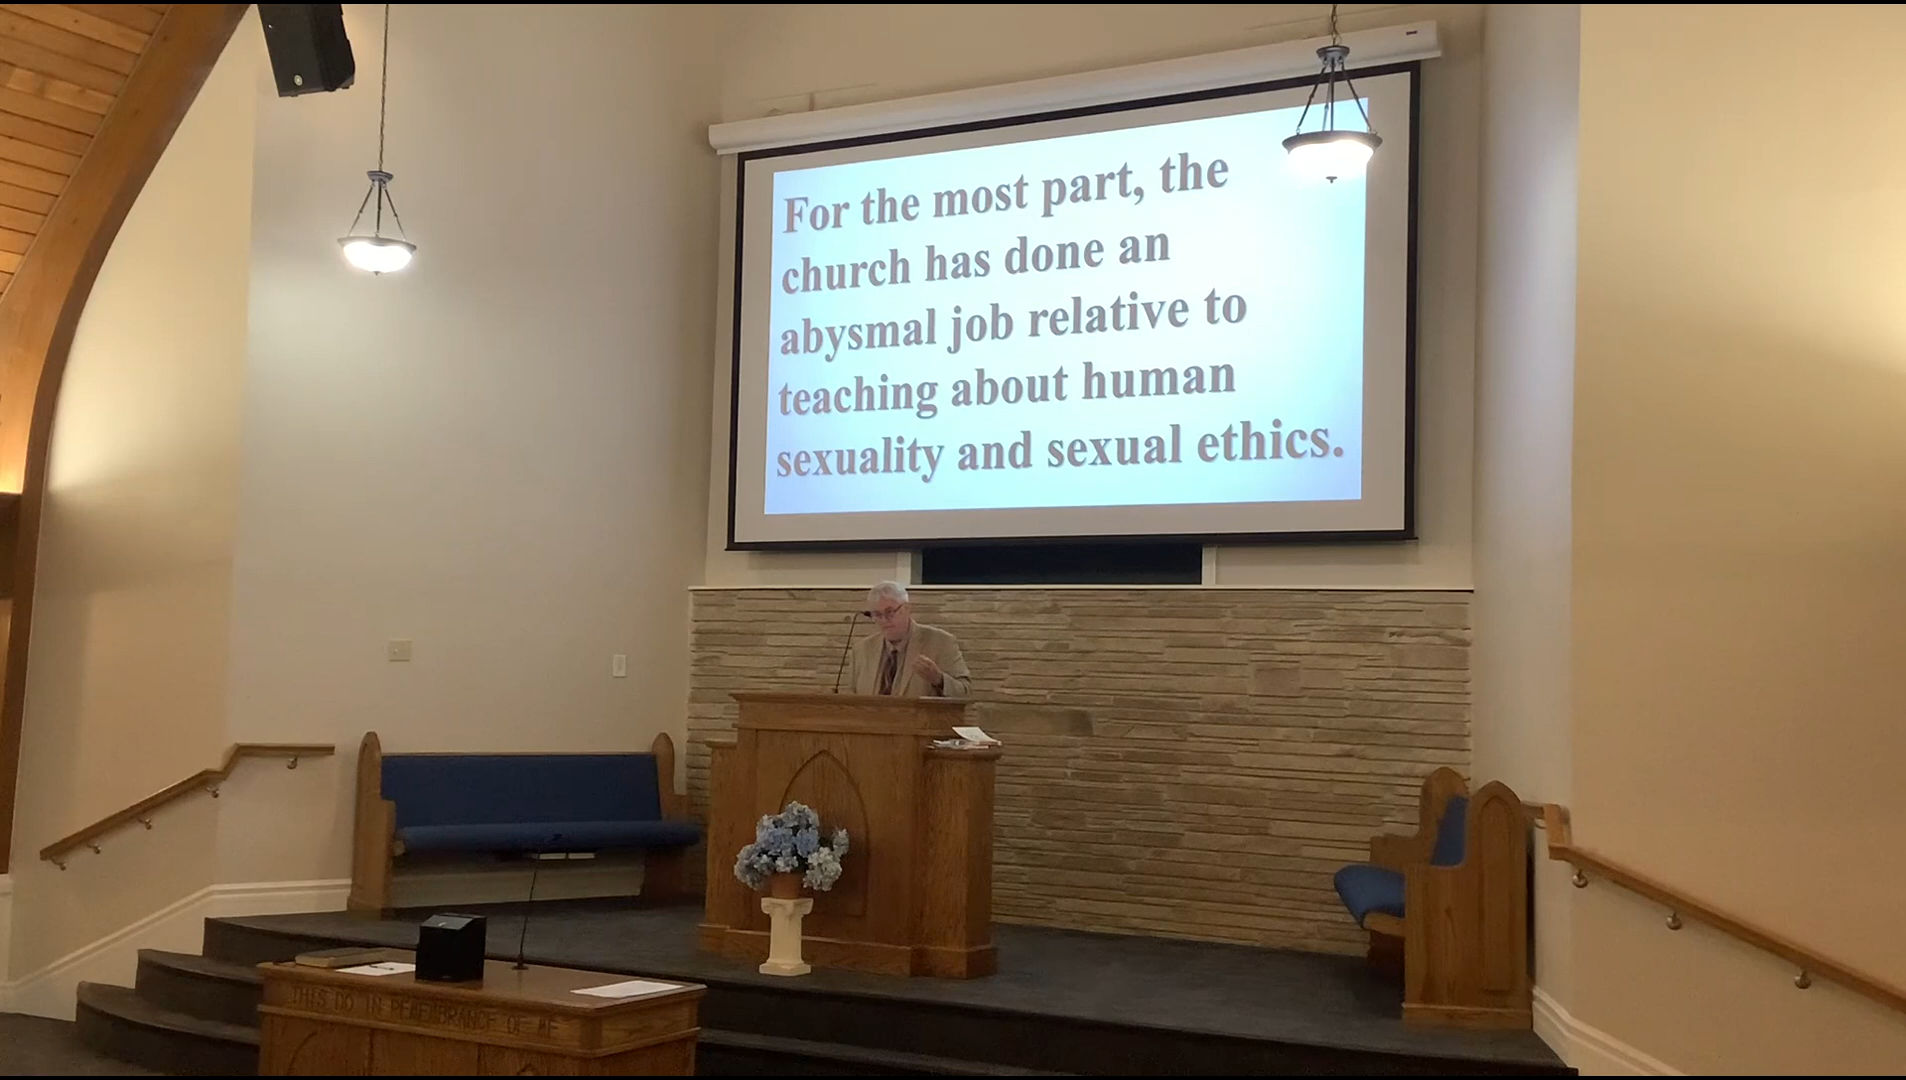 For the most part, the
church has done an
abysmal job relative to
teaching about human
sexuality and sexual ethics.
THIS DO IN REMEMBRANCE OF ME